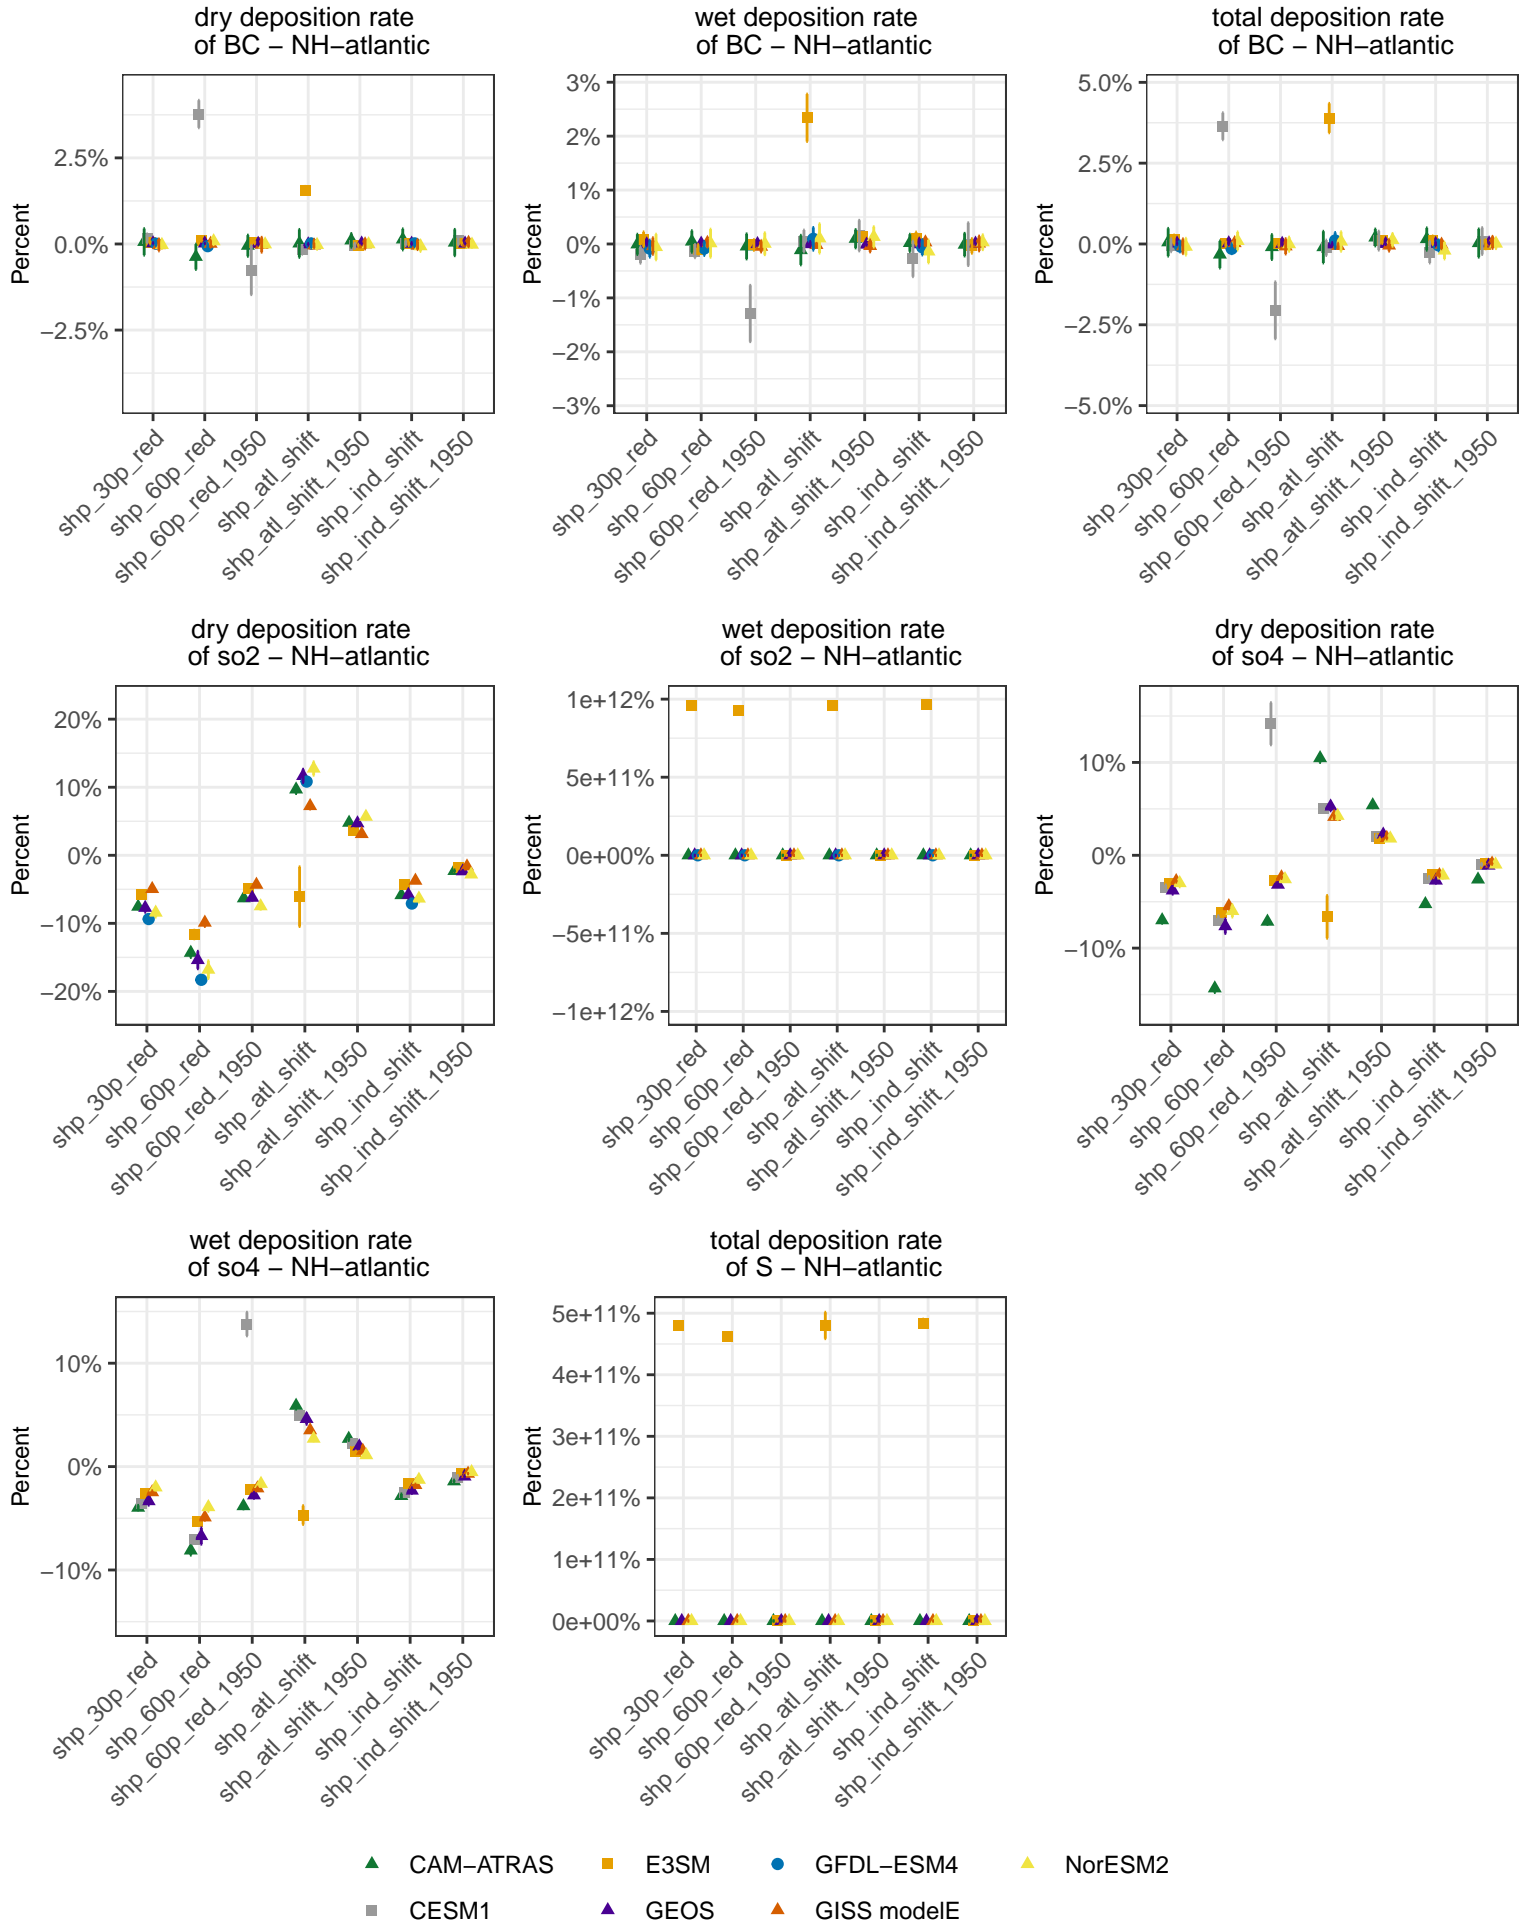 dry deposition rate
of BC − NH−atlantic
Percent
2.5%
0.0%
−2.5%
shp_30p_red
shp_60p_red
shp_60p_red_1950
shp_atl_shift
shp_atl_shift_1950
shp_ind_shift
shp_ind_shift_1950
wet deposition rate
of BC − NH−atlantic
Percent
3%
2%
1%
0%
−1%
−2%
−3%
shp_30p_red
shp_60p_red
shp_60p_red_1950
shp_atl_shift
shp_atl_shift_1950
shp_ind_shift
shp_ind_shift_1950
total deposition rate
of BC − NH−atlantic
Percent
5.0%
2.5%
0.0%
−2.5%
−5.0%
shp_30p_red
shp_60p_red
shp_60p_red_1950
shp_atl_shift
shp_atl_shift_1950
shp_ind_shift
shp_ind_shift_1950
dry deposition rate
of so2 − NH−atlantic
Percent
20%
10%
0%
−10%
−20%
shp_30p_red
shp_60p_red
shp_60p_red_1950
shp_atl_shift
shp_atl_shift_1950
shp_ind_shift
shp_ind_shift_1950
wet deposition rate
of so2 − NH−atlantic
Percent
1e+12%
5e+11%
0e+00%
−5e+11%
−1e+12%
shp_30p_red
shp_60p_red
shp_60p_red_1950
shp_atl_shift
shp_atl_shift_1950
shp_ind_shift
shp_ind_shift_1950
dry deposition rate
of so4 − NH−atlantic
Percent
10%
0%
−10%
shp_30p_red
shp_60p_red
shp_60p_red_1950
shp_atl_shift
shp_atl_shift_1950
shp_ind_shift
shp_ind_shift_1950
wet deposition rate
of so4 − NH−atlantic
Percent
10%
0%
−10%
shp_30p_red
shp_60p_red
shp_60p_red_1950
shp_atl_shift
shp_atl_shift_1950
shp_ind_shift
shp_ind_shift_1950
total deposition rate
of S − NH−atlantic
Percent
5e+11%
4e+11%
3e+11%
2e+11%
1e+11%
0e+00%
shp_30p_red
shp_60p_red
shp_60p_red_1950
shp_atl_shift
shp_atl_shift_1950
shp_ind_shift
shp_ind_shift_1950
CAM−ATRAS E3SM GFDL−ESM4 NorESM2
CESM1 GEOS GISS modelE